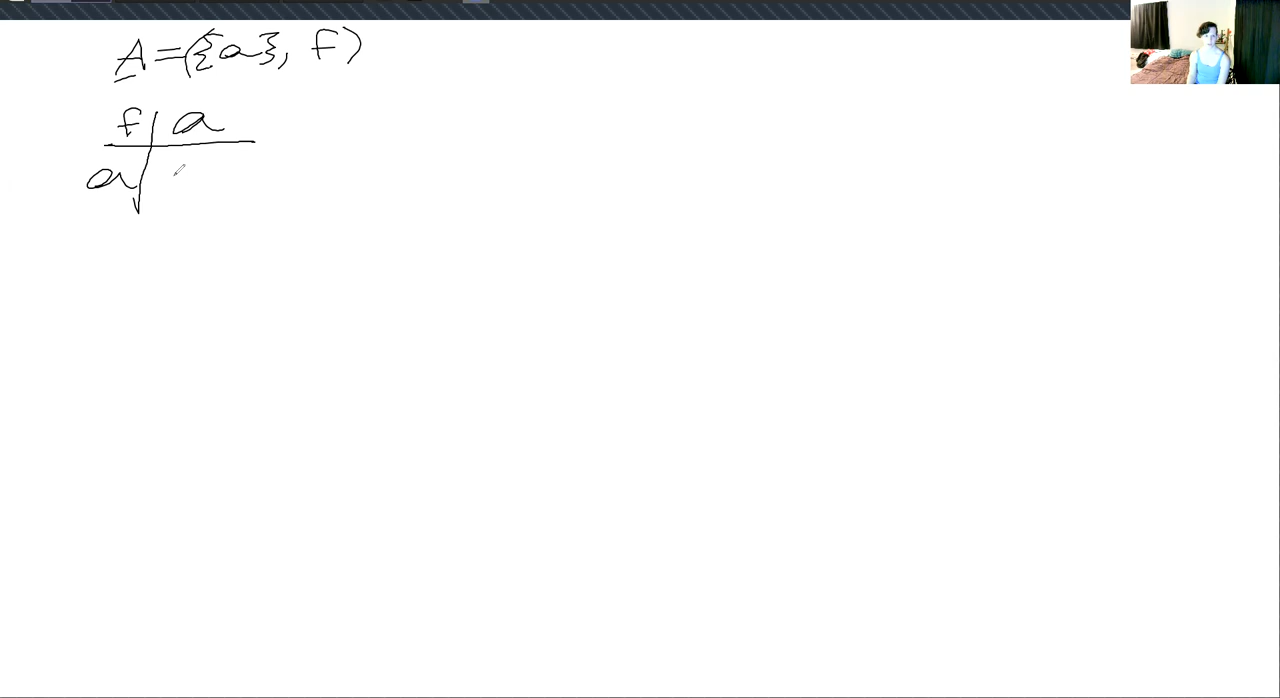 A=({a}, f)
f | a
a |